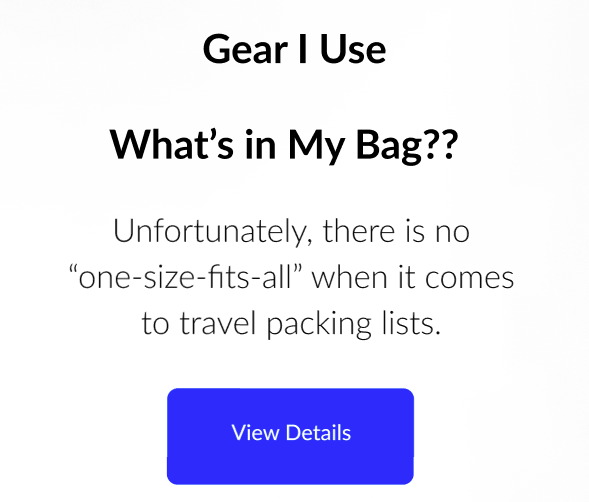 Gear I Use
What’s in My Bag??
Unfortunately, there is no
“one-size-fits-all” when it comes
to travel packing lists.
View Details